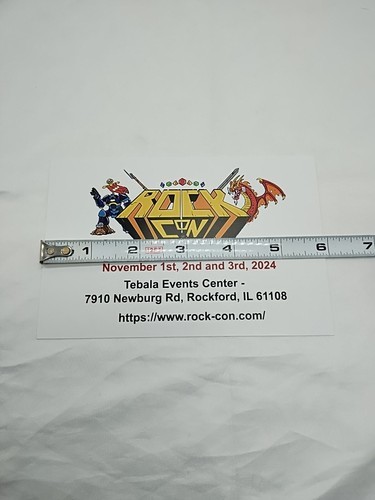 ROCK
CON
1 2 3 4 5 6 7
November 1st, 2nd and 3rd, 2024
Tebala Events Center -
7910 Newburg Rd, Rockford, IL 61108
https://www.rock-con.com/